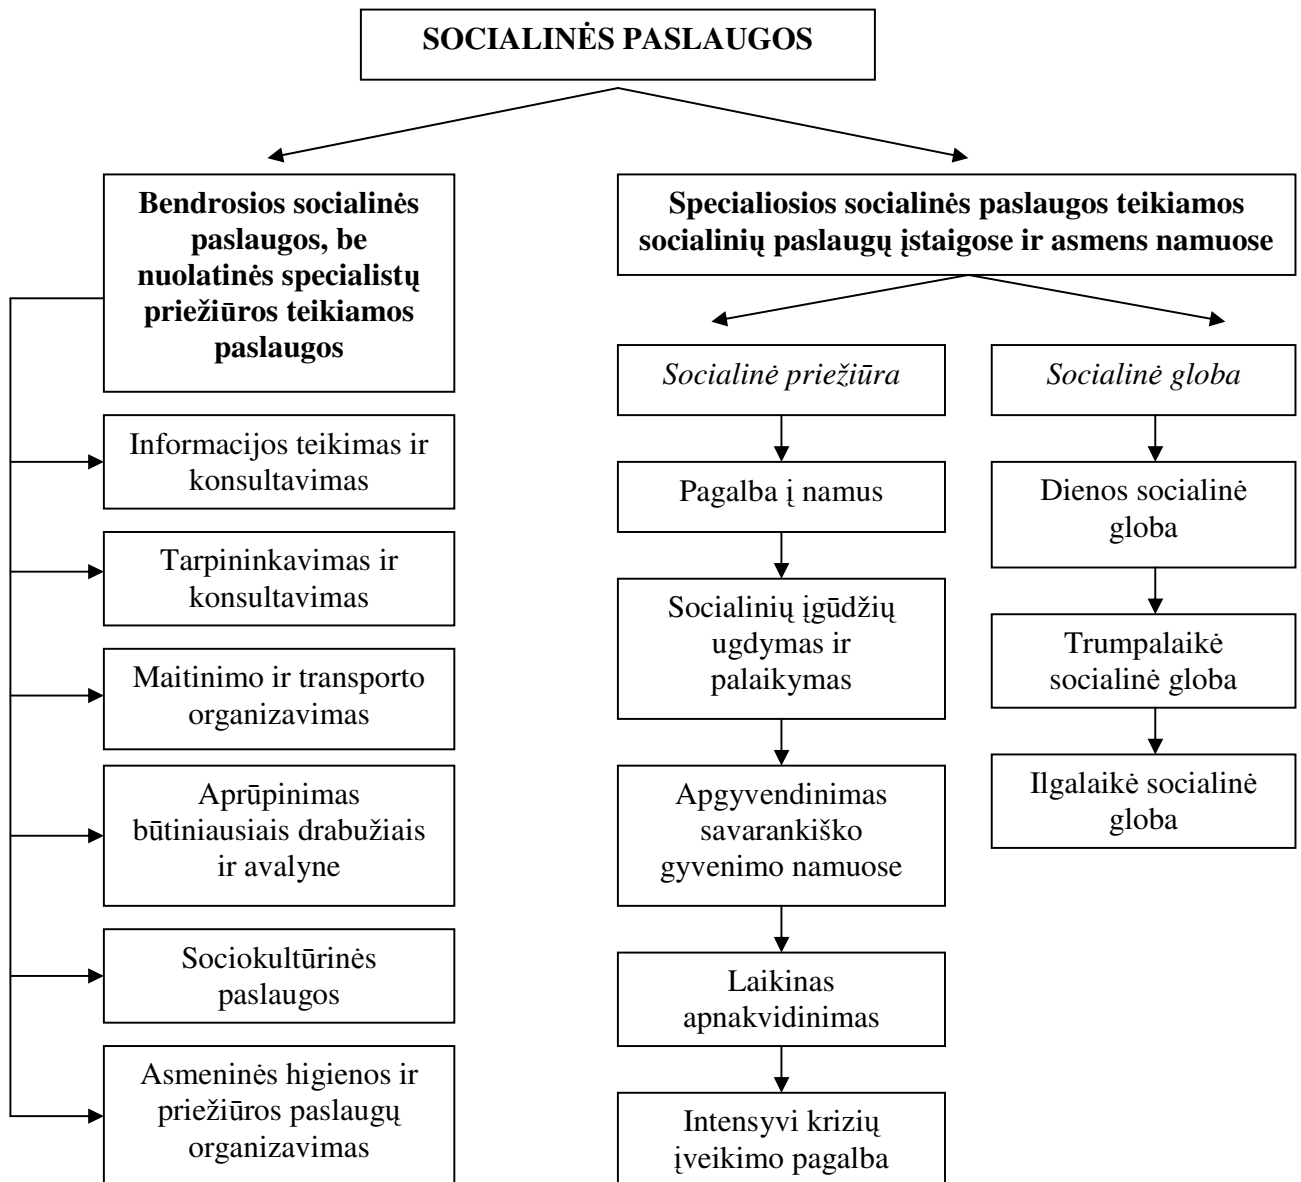 SOCIALINĖS PASLAUGOS
Bendrosios socialinės
paslaugos, be
nuolatinės specialistų
priežiūros teikiamos
paslaugos
Informacijos teikimas ir
konsultavimas
Tarpininkavimas ir
konsultavimas
Maitinimo ir transporto
organizavimas
Aprūpinimas
būtiniausiais drabužiais
ir avalyne
Sociokultūrinės
paslaugos
Asmeninės higienos ir
priežiūros paslaugų
organizavimas
Specialiosios socialinės paslaugos teikiamos
socialinių paslaugų įstaigose ir asmens namuose
Socialinė priežiūra
Pagalba į namus
Socialinių įgūdžių
ugdymas ir
palaikymas
Apgyvendinimas
savarankiško
gyvenimo namuose
Laikinas
apnakvidinimas
Intensyvi krizių
įveikimo pagalba
Socialinė globa
Dienos socialinė
globa
Trumpalaikė
socialinė globa
Ilgalaikė socialinė
globa